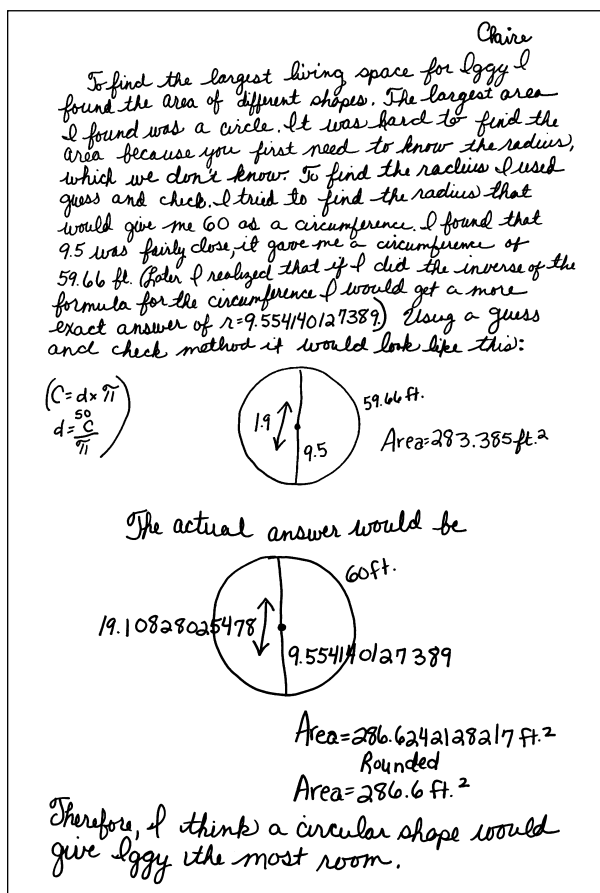 Claire
To find the largest living space for Iggy I
found the area of different shapes. The largest area
I found was a circle. It was hard to find the
area because you first need to know the radius,
which we don't know. To find the radius I used
guess and check. I tried to find the radius that
would give me 60 as a circumference. I found that
9.5 was fairly close, it gave me a circumference of
59.66 ft. (Later I realized that if I did the inverse of the
formula for the circumference I would get a more
exact answer of r=9.554140127389.) Using a guess
and check method it would look like this:
(C = d x π
so
d = C/π)
1.9
9.5
59.66 ft.
Area=283.385 ft.²
The actual answer would be
60 ft.
19.10828025478
9.554140127389
Area=286.6242128217 ft.²
Rounded
Area=286.6 ft.²
Therefore, I think a circular shape would
give Iggy the most room.